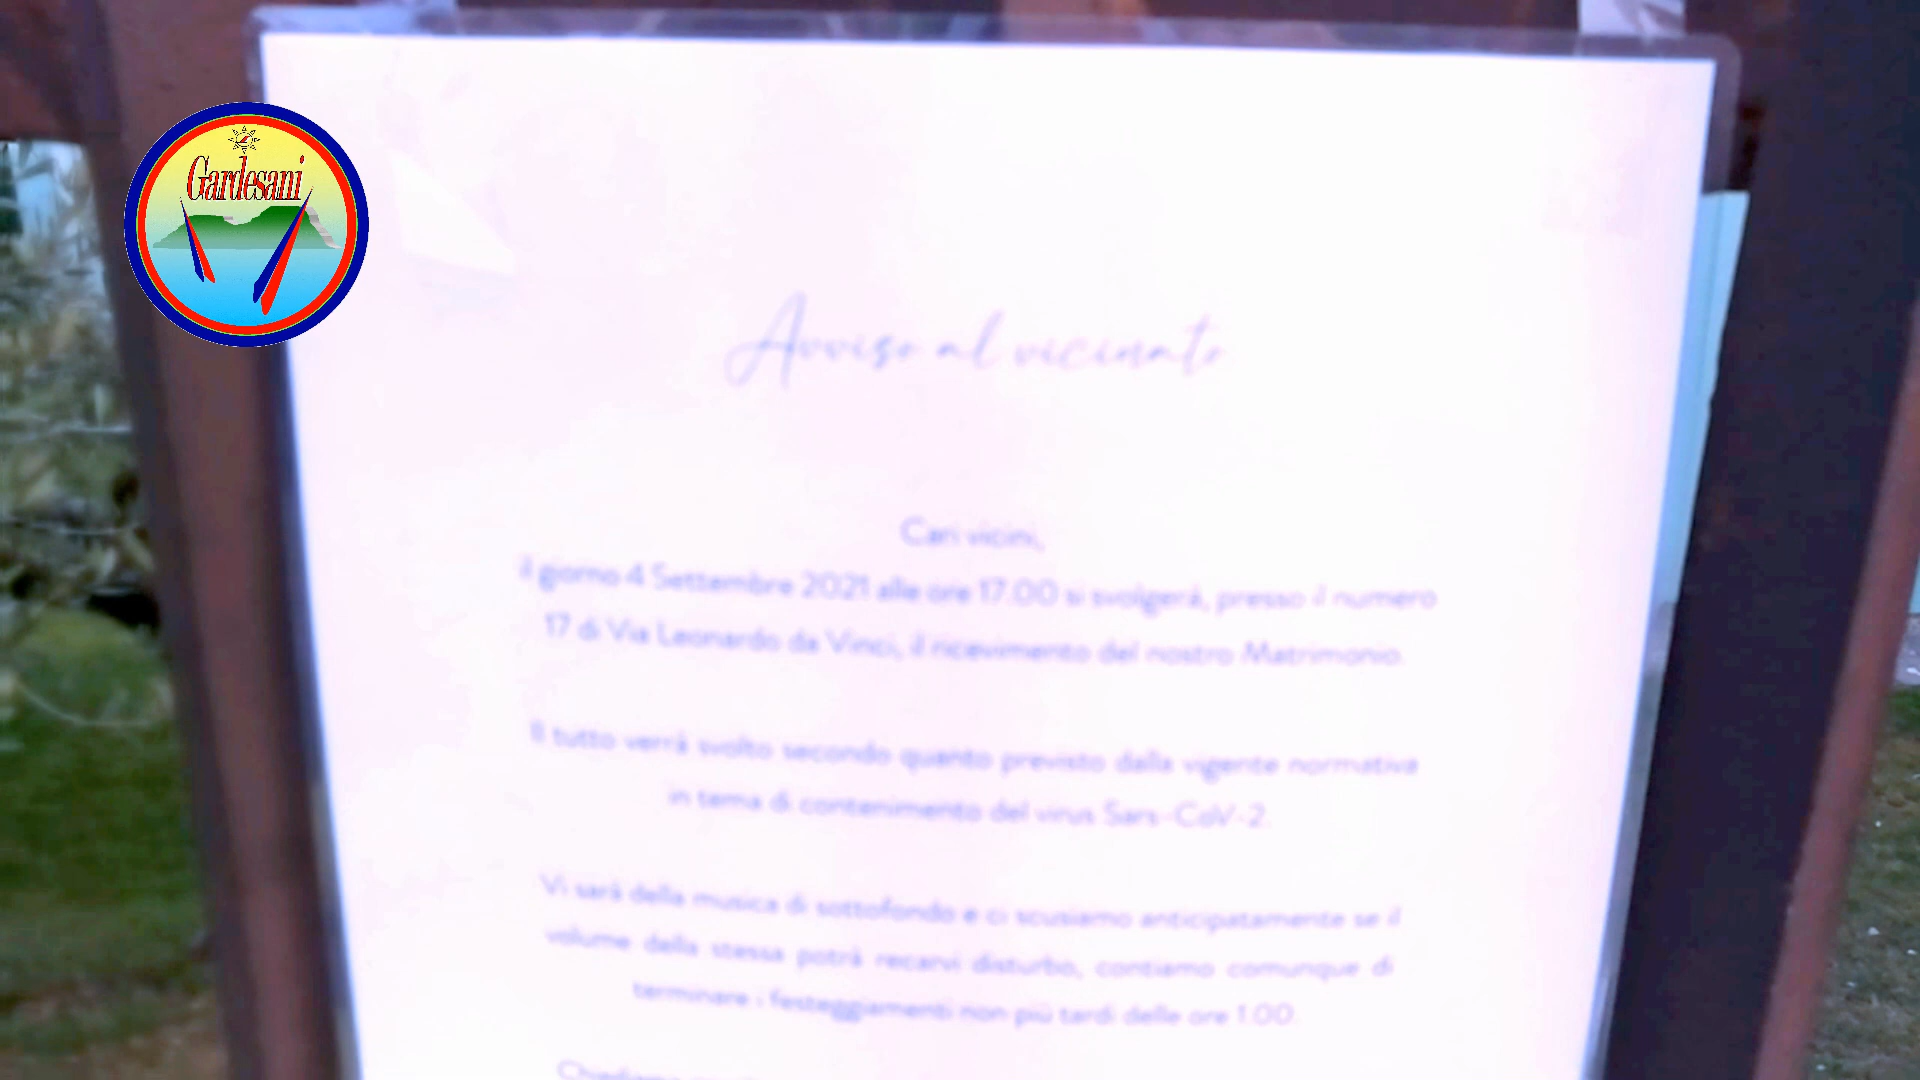 Gardesani
Avviso al vicinato
Cari vicini,
il giorno 4 Settembre 2021 alle ore 17.00 si svolgerà, presso il numero
17 di Via Leonardo da Vinci, il ricevimento del nostro Matrimonio.
Il tutto verrà svolto secondo quanto previsto dalla vigente normativa
in tema di contenimento del virus Sars-CoV-2.
Vi sarà della musica di sottofondo e ci scusiamo anticipatamente se il
volume della stessa potrà recarvi disturbo, contiamo comunque di
terminare i festeggiamenti non più tardi delle ore 1.00.